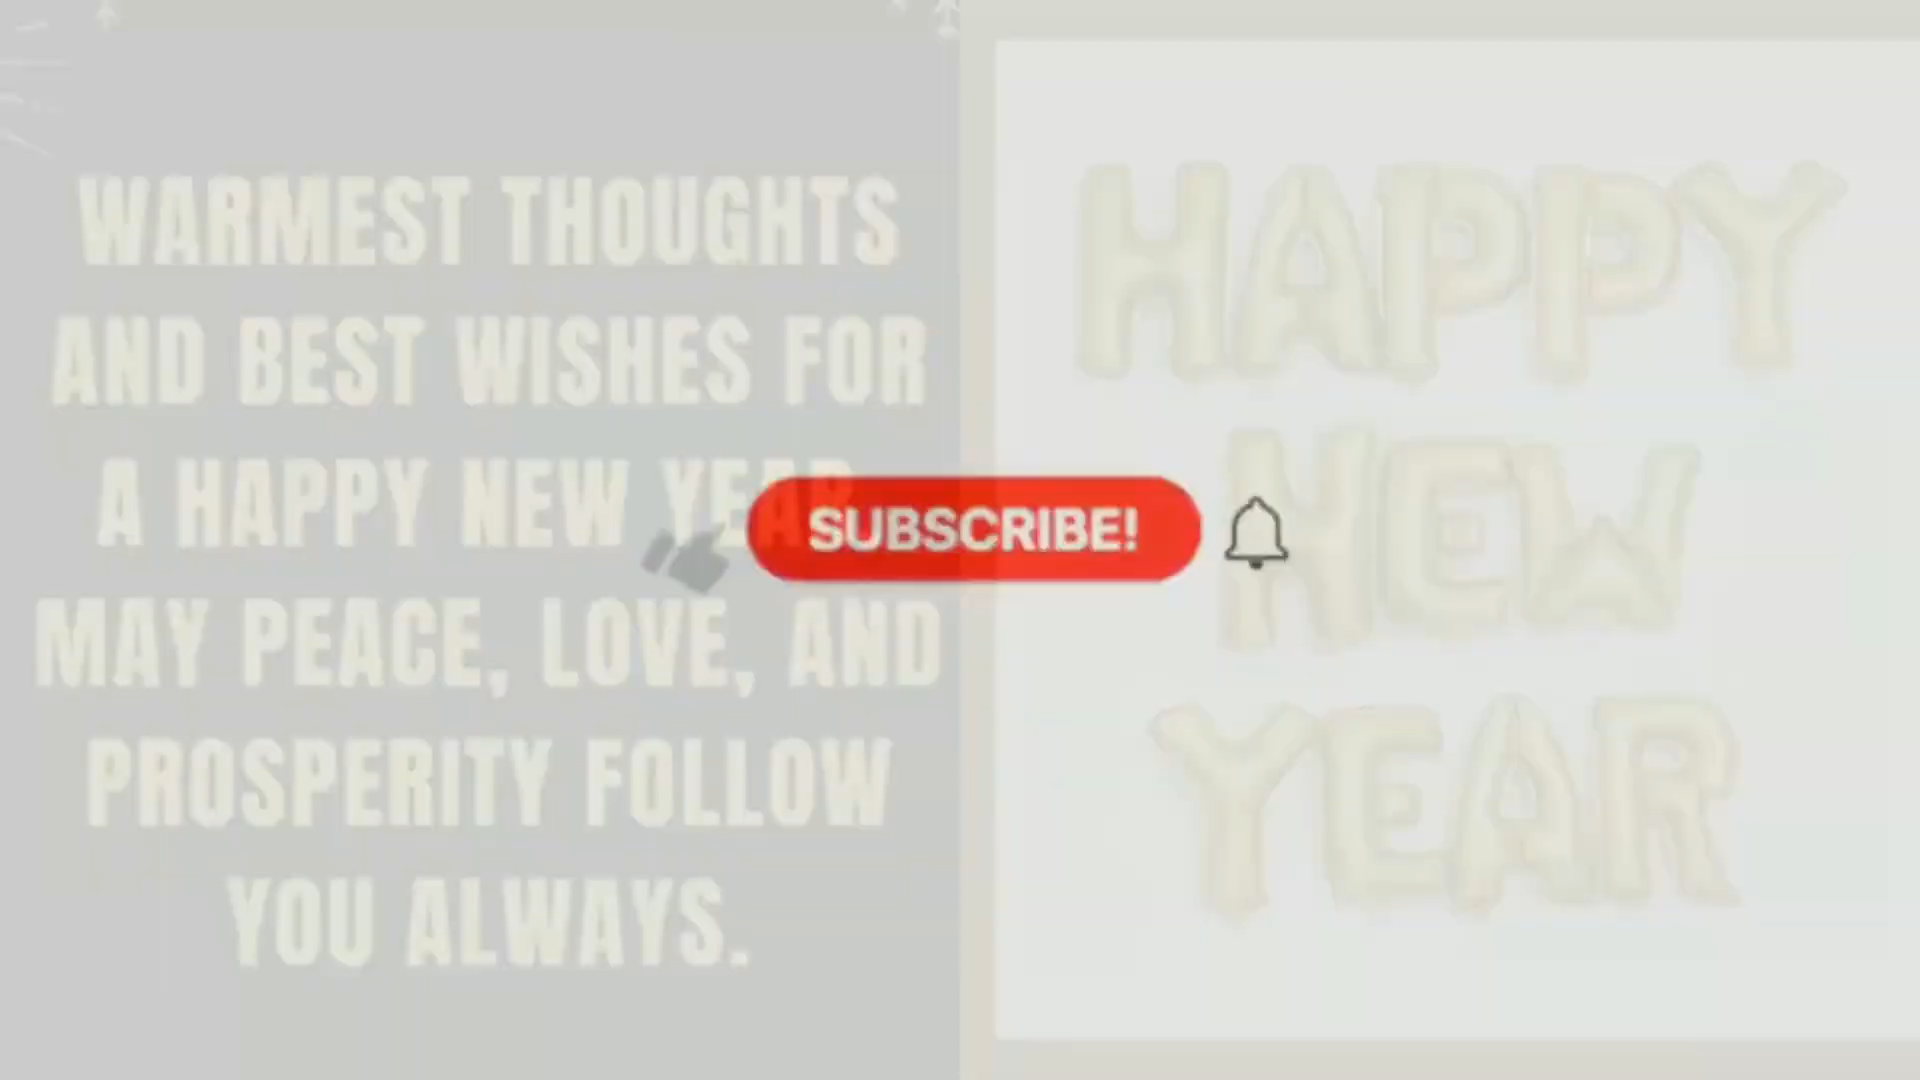 WARMEST THOUGHTS
AND BEST WISHES FOR
A HAPPY NEW YEAR
MAY PEACE, LOVE, AND
PROSPERITY FOLLOW
YOU ALWAYS.
SUBSCRIBE!
HAPPY
NEW
YEAR